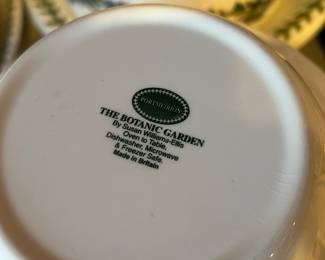 PORTMEIRION
THE BOTANIC GARDEN
By Susan Williams-Ellis
Oven to Table.
Dishwasher, Microwave
& Freezer Safe.
Made in Britain